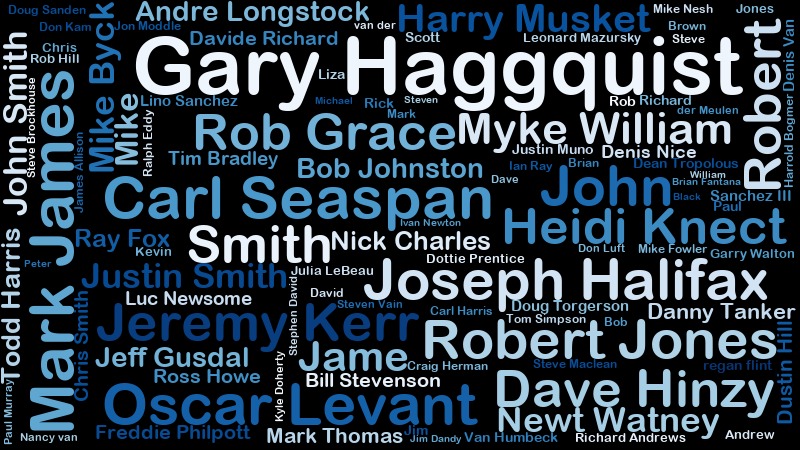 Doug Sanden
Andre Longstock
Harry Musket
Mike Nesh
Jones
Don Kam
Jon Moddle
van der
Brown
Chris
Davide Richard
Scott
Leonard Mazursky
Steve
Rob Hill
Gary Haggquist
Liza
Mike Byck
John Smith
Steve Brockhouse
Mark James
Mike
Ralph Eddy
James Allison
Lino Sanchez
Michael
Rick
Steven
Mark
Rob
Richard
der Meulen
Robert
Denis Van
Harrold Bogmer
Rob Grace
Myke William
Tim Bradley
Justin Muno
Denis Nice
Bob Johnston
Ian Ray
Brian
Dean Tropolous
Carl Seaspan
Dave
John
William
Brian Fantana
Black
Sanchez III
Paul
Ivan Newton
Heidi Knect
Ray Fox
Kevin
Smith
Nick Charles
Don Luft
Mike Fowler
Garry Walton
Dottie Prentice
Todd Harris
Peter
Justin Smith
Julia LeBeau
Joseph Halifax
Stephen David
Luc Newsome
David
Steven Vain
Carl Harris
Doug Torgerson
Danny Tanker
Chris Smith
Jeremy Kerr
Tom Simpson
Bob
Robert Jones
Dustin Hill
Jeff Gusdal
Jame
Craig Herman
Steve Maclean
regan flint
Ross Howe
Kyle Doherty
Bill Stevenson
Dave Hinzy
Oscar Levant
Newt Watney
Paul Murray
Nancy van
Freddie Philpott
Mark Thomas
Jim
Jim Dandy
Van Humbeck
Richard Andrews
Andrew